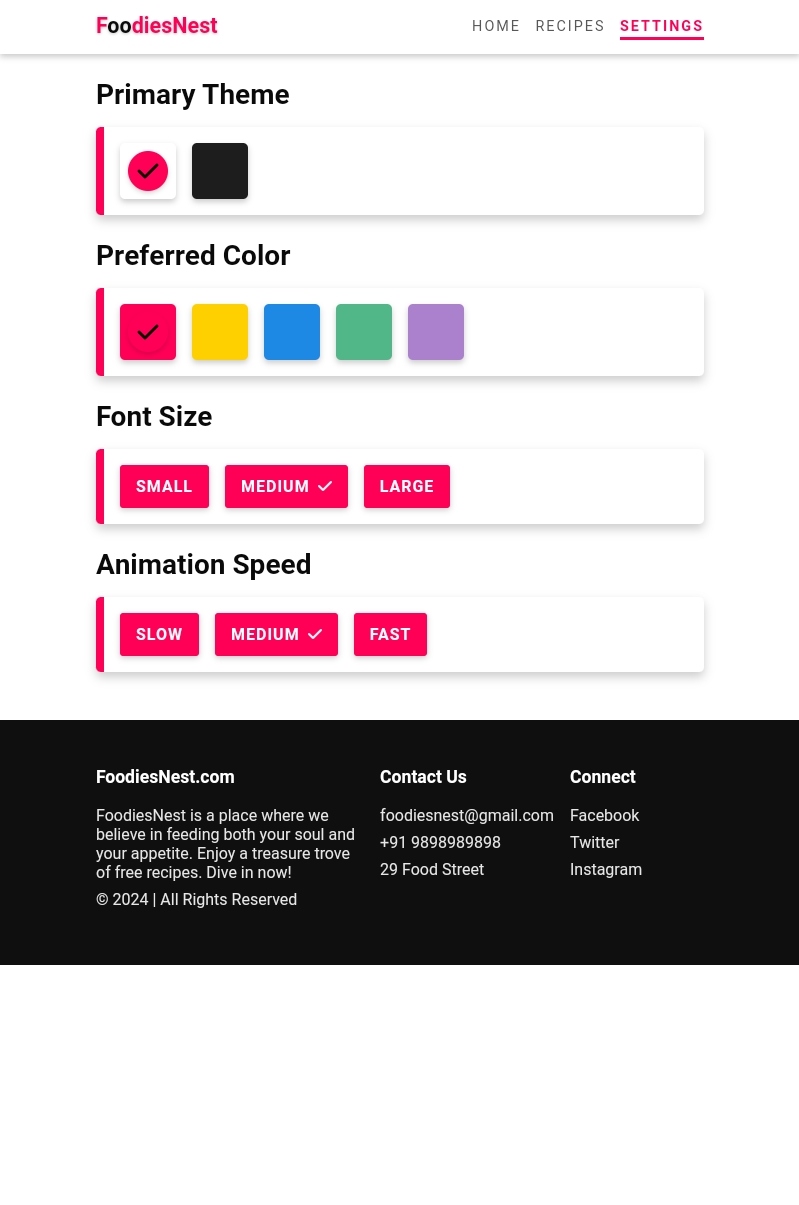 FoodiesNest
HOME RECIPES SETTINGS
Primary Theme
Preferred Color
Font Size
SMALL MEDIUM LARGE
Animation Speed
SLOW MEDIUM FAST
FoodiesNest.com
FoodiesNest is a place where we
believe in feeding both your soul and
your appetite. Enjoy a treasure trove
of free recipes. Dive in now!
© 2024 | All Rights Reserved
Contact Us
foodiesnest@gmail.com
+91 9898989898
29 Food Street
Connect
Facebook
Twitter
Instagram